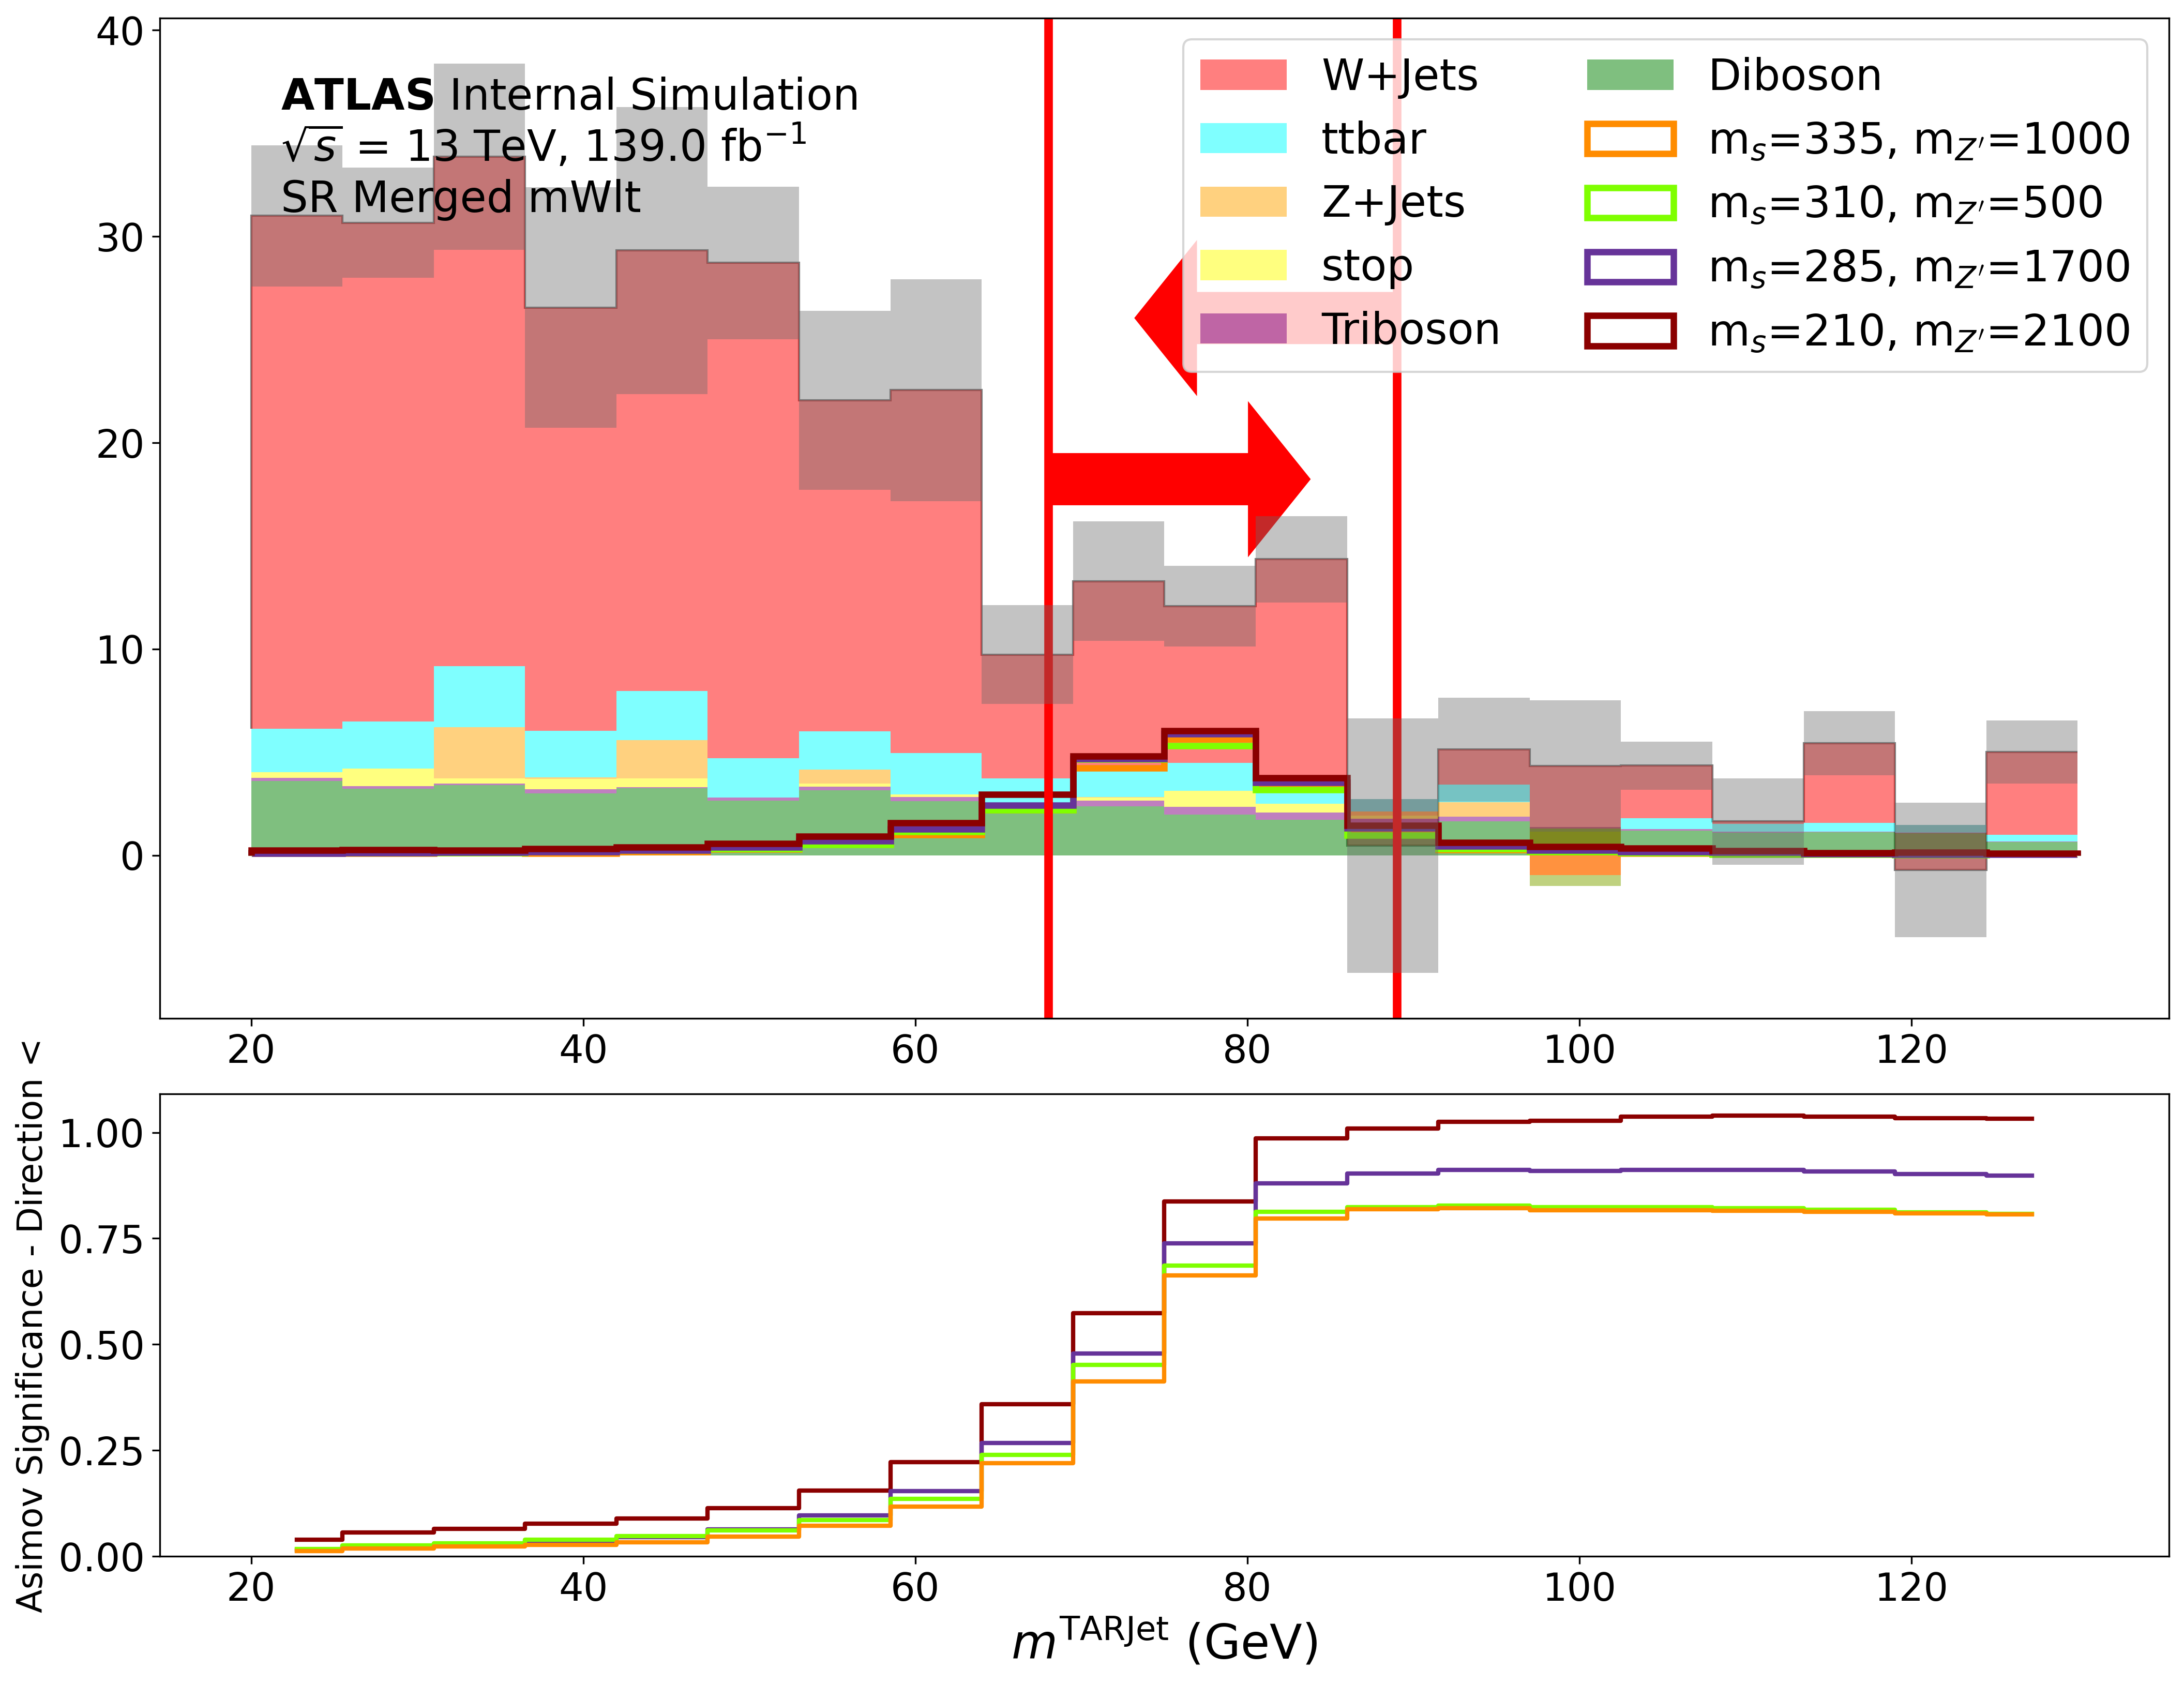 40
30
20
10
0
ATLAS Internal Simulation
√s = 13 TeV, 139.0 fb⁻¹
SR Merged mWlt
W+Jets
ttbar
Z+Jets
stop
Triboson
Diboson
mₛ=335, m_Z′=1000
mₛ=310, m_Z′=500
mₛ=285, m_Z′=1700
mₛ=210, m_Z′=2100
20 40 60 80 100 120
Asimov Significance - Direction <
1.00
0.75
0.50
0.25
0.00
20 40 60 80 100 120
m^TARJet (GeV)